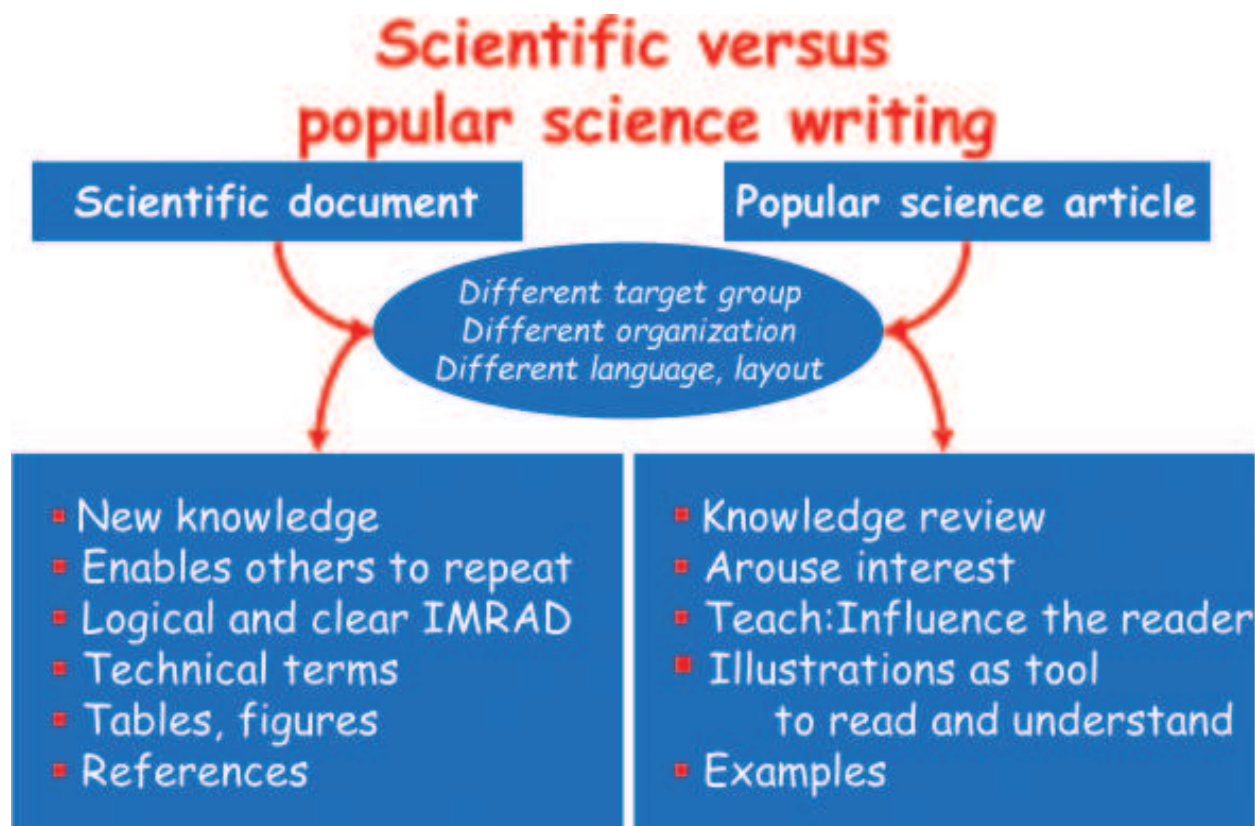 Scientific versus
popular science writing
Scientific document
Popular science article
Different target group
Different organization
Different language, layout
New knowledge
Enables others to repeat
Logical and clear IMRAD
Technical terms
Tables, figures
References
Knowledge review
Arouse interest
Teach:Influence the reader
Illustrations as tool
to read and understand
Examples